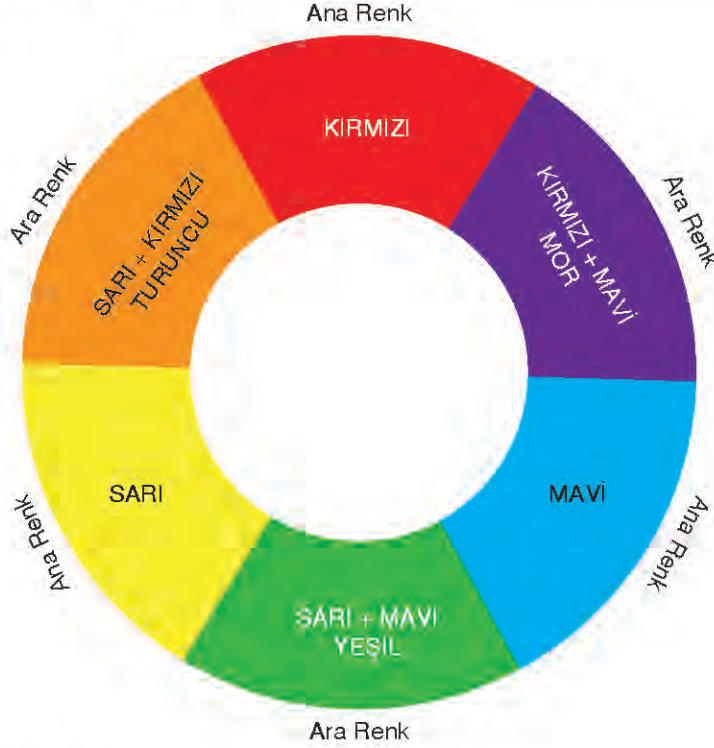 Ana Renk
KIRMIZI
Ara Renk
SARI + KIRMIZI
TURUNCU
KIRMIZI + MAVİ
MOR
Ara Renk
SARI
Ana Renk
MAVİ
Ana Renk
SARI + MAVİ
YEŞİL
Ara Renk